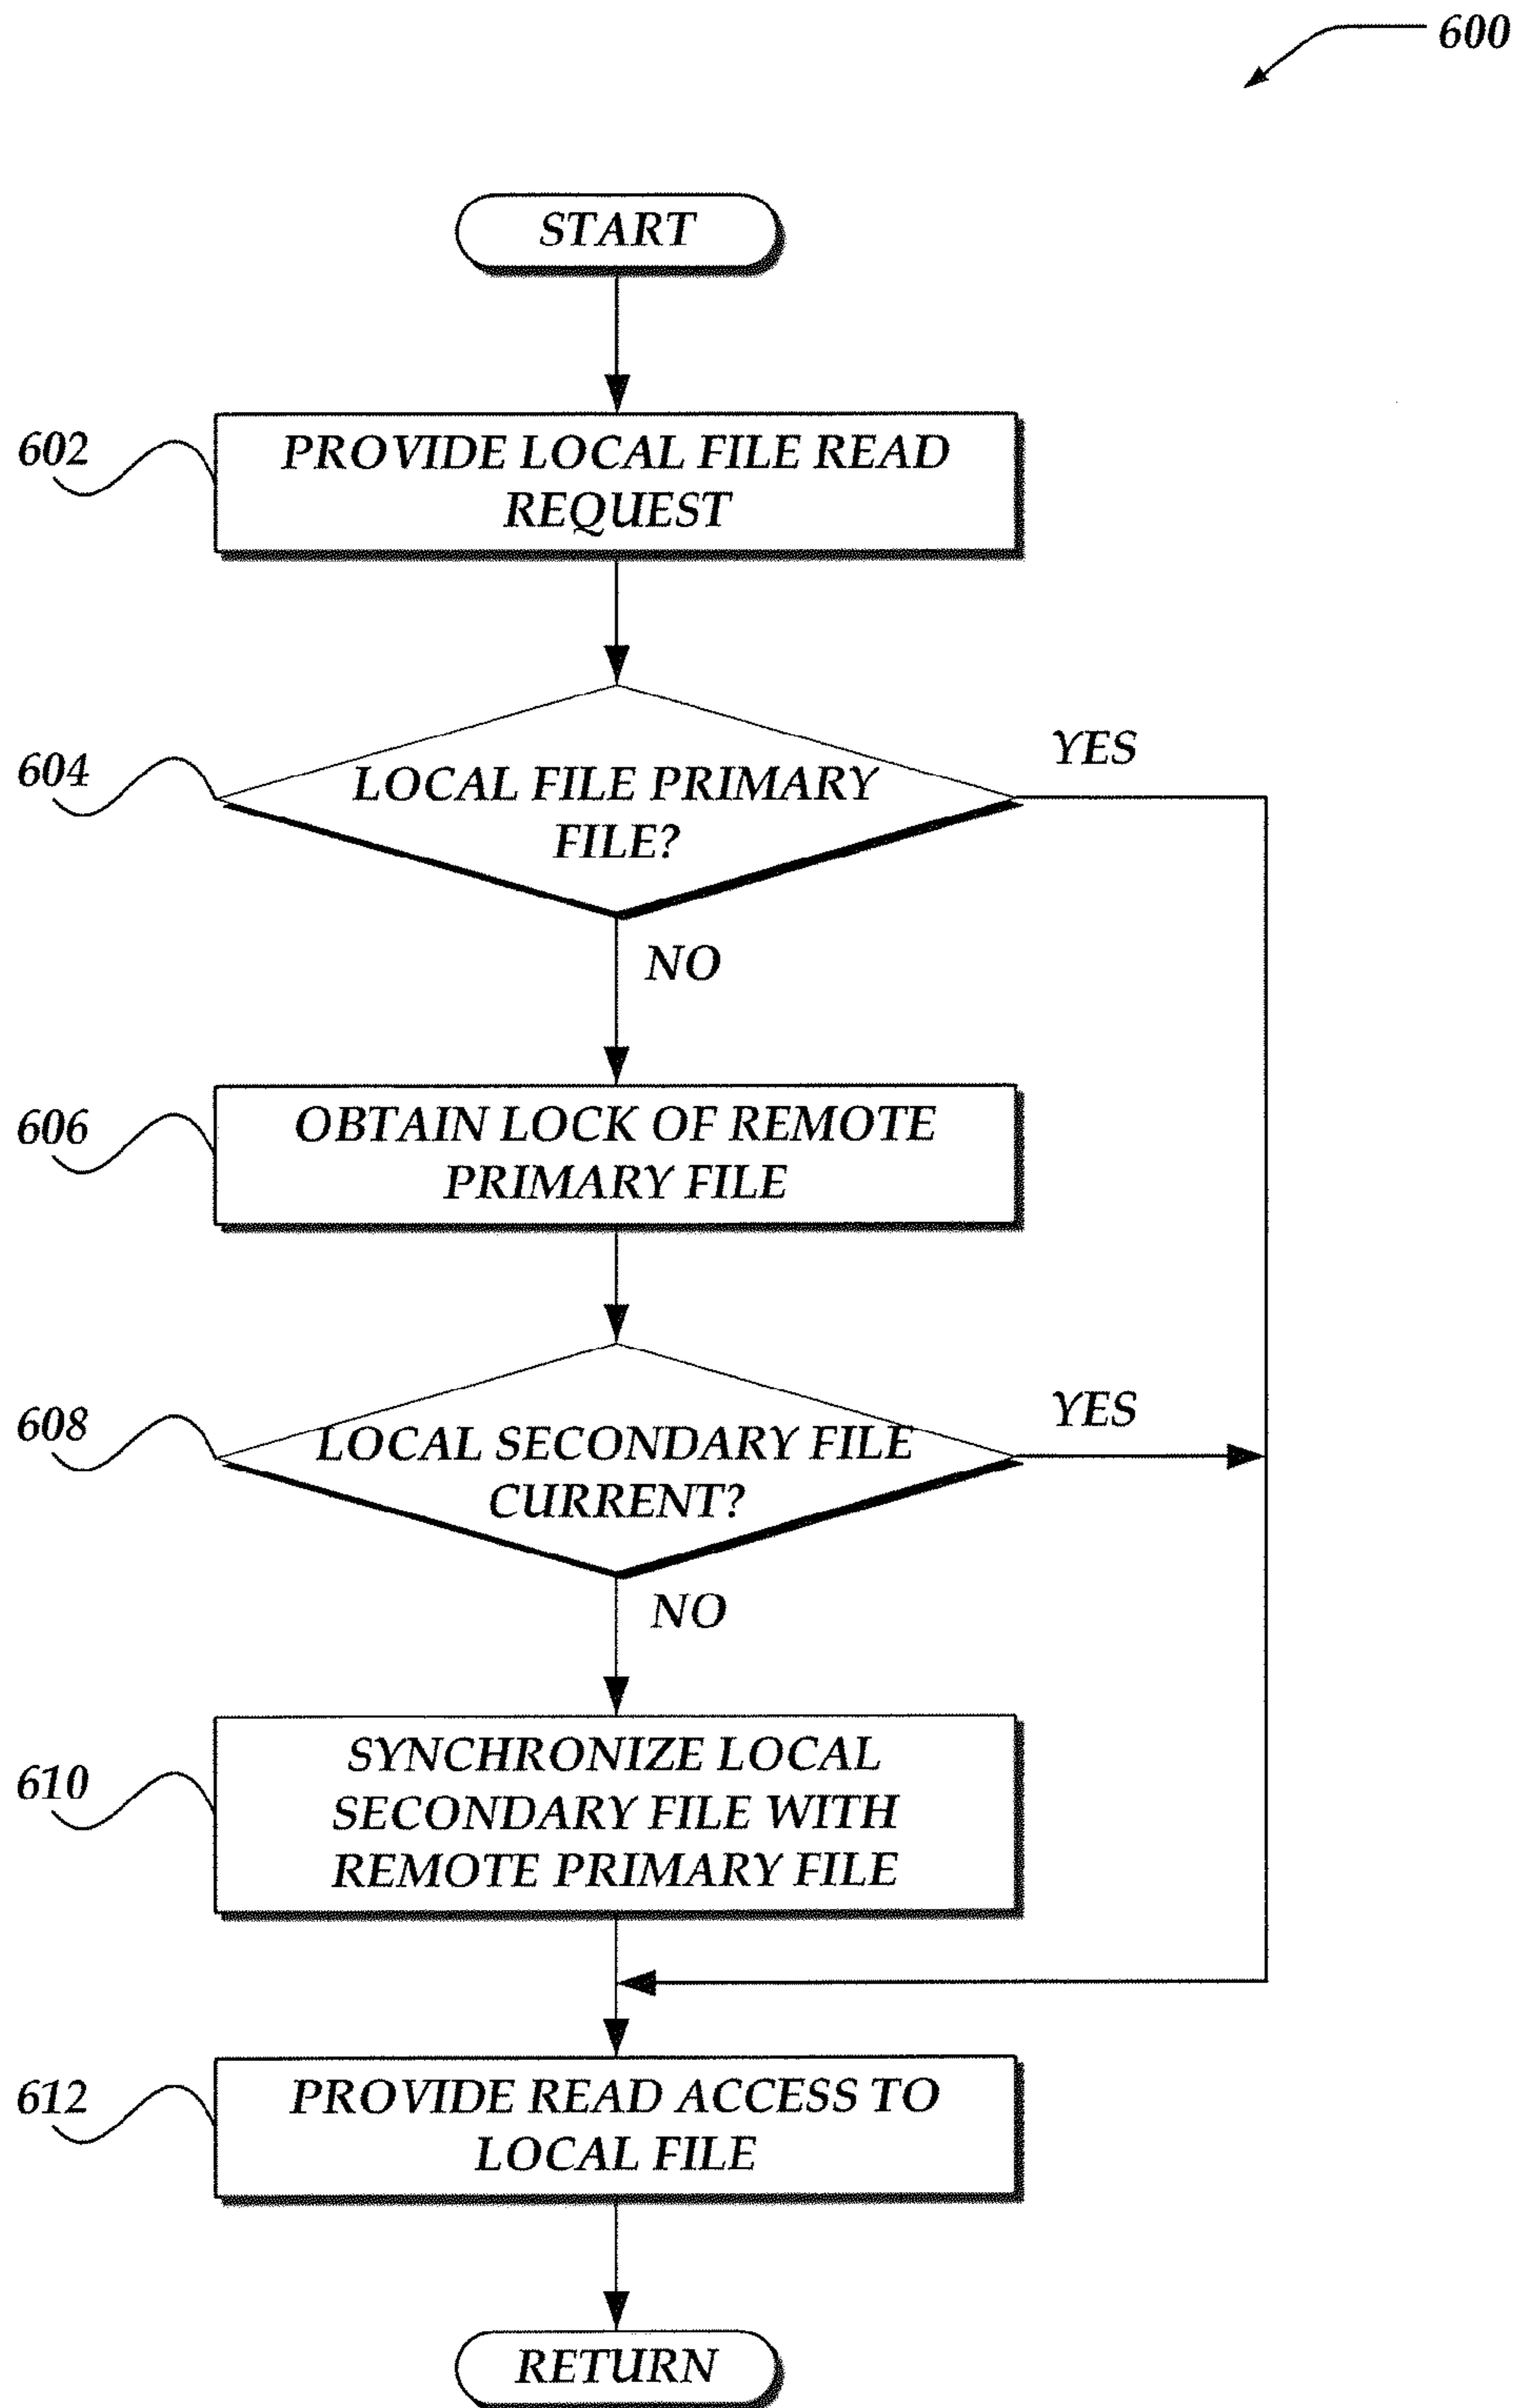 600
START
602
PROVIDE LOCAL FILE READ
REQUEST
604
LOCAL FILE PRIMARY
FILE?
YES
NO
606
OBTAIN LOCK OF REMOTE
PRIMARY FILE
608
LOCAL SECONDARY FILE
CURRENT?
YES
NO
610
SYNCHRONIZE LOCAL
SECONDARY FILE WITH
REMOTE PRIMARY FILE
612
PROVIDE READ ACCESS TO
LOCAL FILE
RETURN